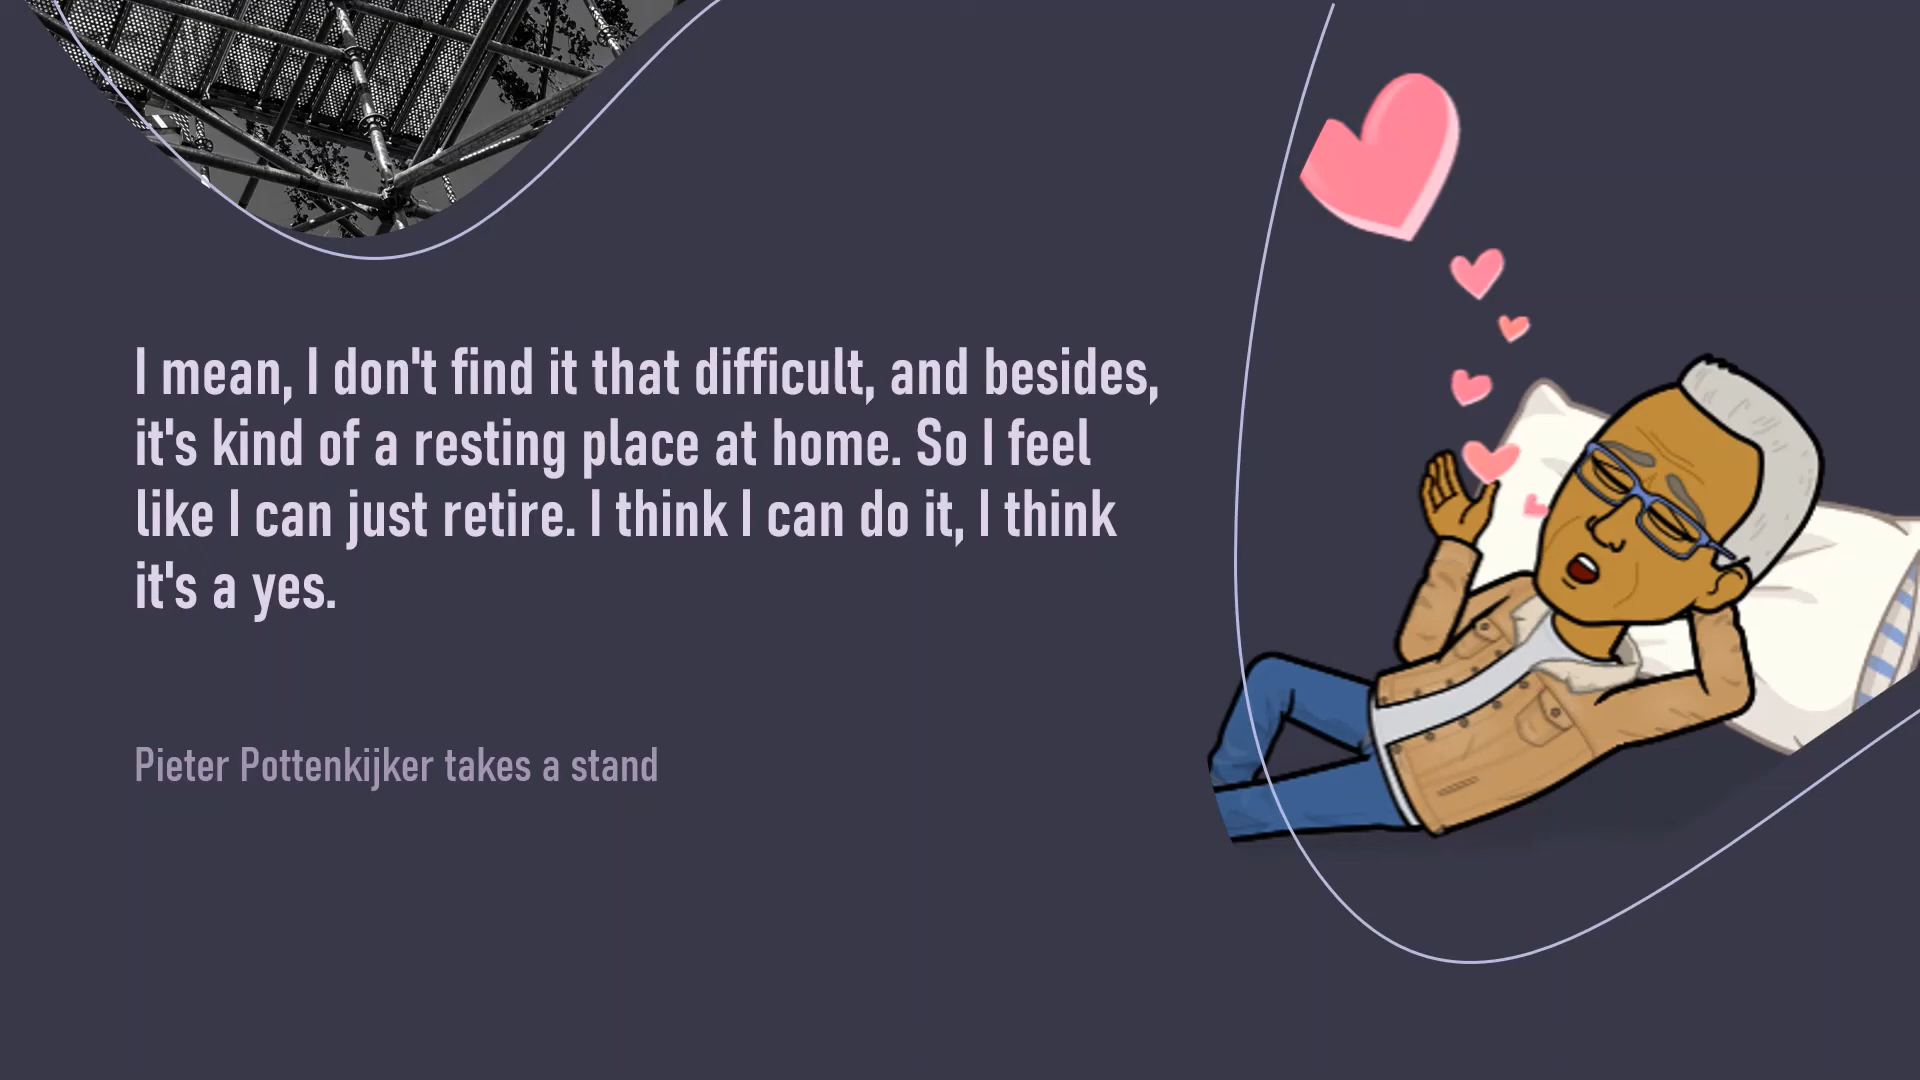 I mean, I don't find it that difficult, and besides,
it's kind of a resting place at home. So I feel
like I can just retire. I think I can do it, I think
it's a yes.
Pieter Pottenkijker takes a stand